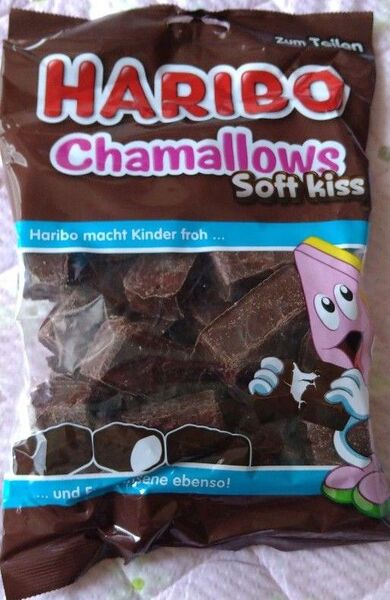 zum Teilen
HARIBO
Chamallows
Soft kiss
Haribo macht Kinder froh ...
... und ebenso!